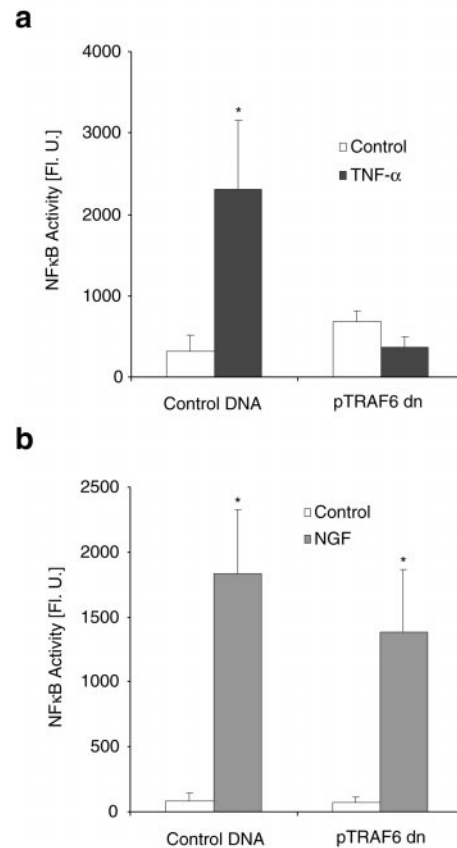 a
4000
3000
2000
1000
0
NFκB Activity [Fl. U.]
*
Control
TNF-α
Control DNA
pTRAF6 dn
b
2500
2000
1500
1000
500
0
NFκB Activity [Fl. U.]
*
*
Control
NGF
Control DNA
pTRAF6 dn